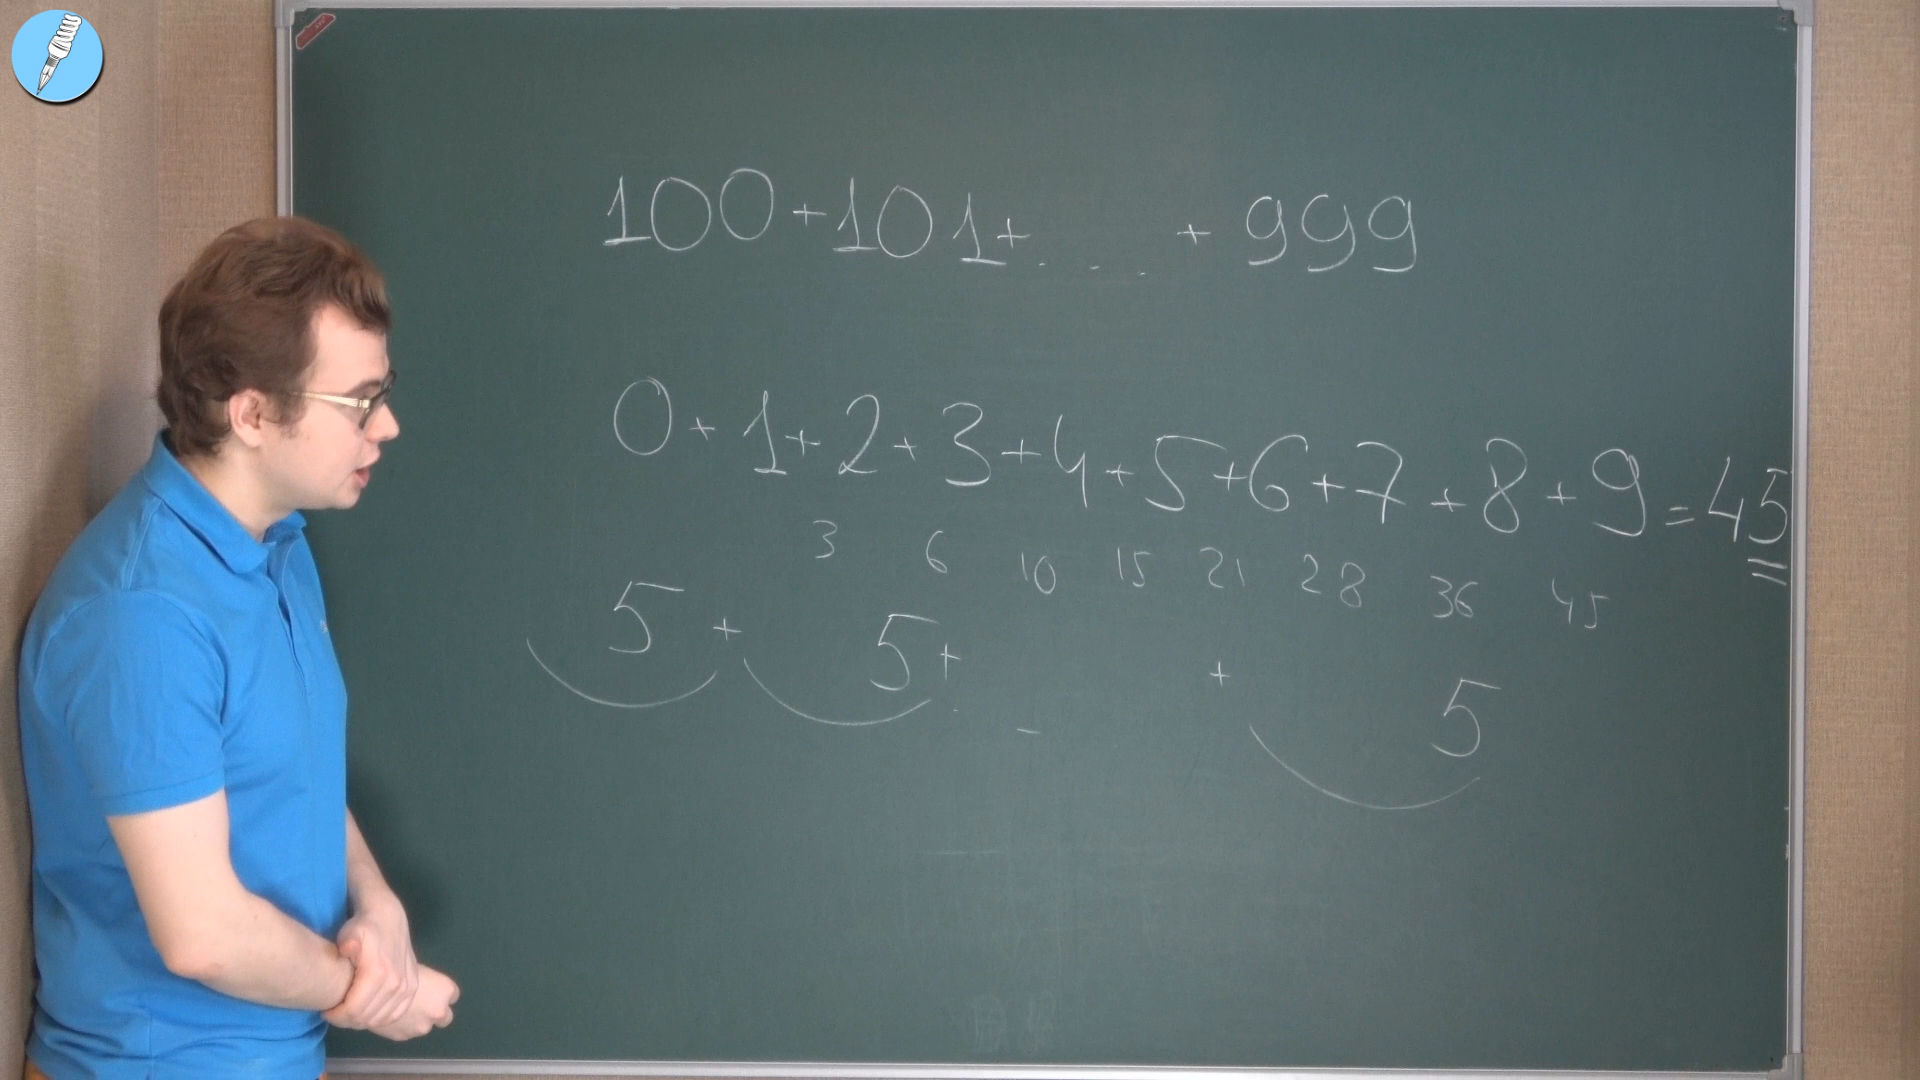 100+101+....+999
0+1+2+3+4+5+6+7+8+9=45
3 6 10 15 21 28 36 45
5+ 5+.- + 5